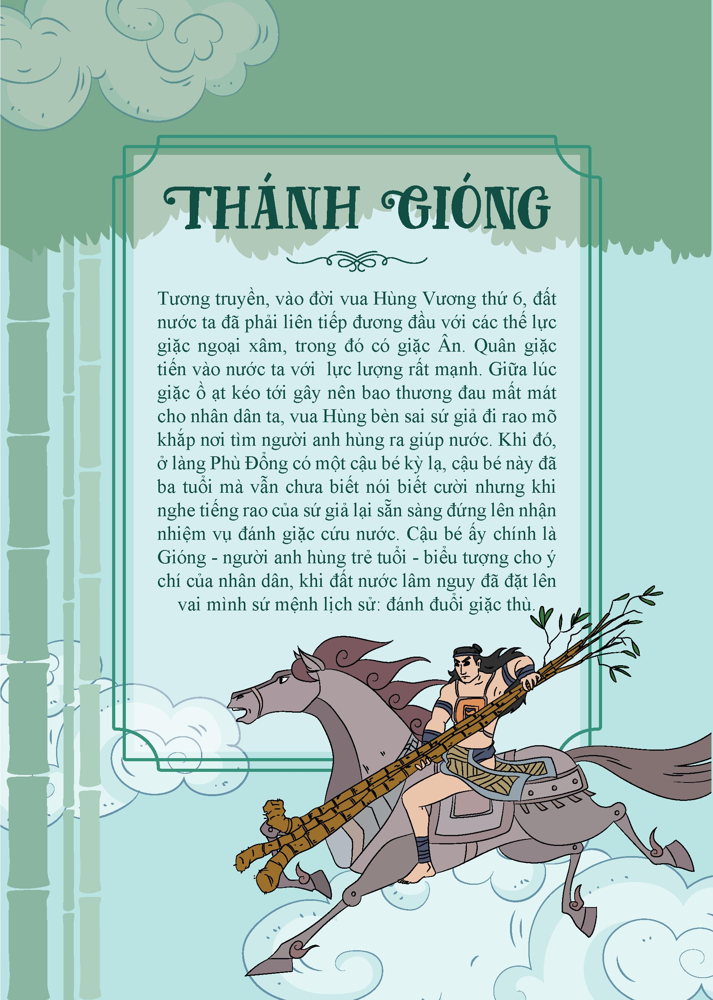 THÁNH GIÓNG
Tương truyền, vào đời vua Hùng Vương thứ 6, đất
nước ta đã phải liên tiếp đương đầu với các thế lực
giặc ngoại xâm, trong đó có giặc Ân. Quân giặc
tiến vào nước ta với lực lượng rất mạnh. Giữa lúc
giặc ồ ạt kéo tới gây nên bao thương đau mất mát
cho nhân dân ta, vua Hùng bèn sai sứ giả đi rao mõ
khắp nơi tìm người anh hùng ra giúp nước. Khi đó,
ở làng Phù Đổng có một cậu bé kỳ lạ, cậu bé này đã
ba tuổi mà vẫn chưa biết nói biết cười nhưng khi
nghe tiếng rao của sứ giả lại sẵn sàng đứng lên nhận
nhiệm vụ đánh giặc cứu nước. Cậu bé ấy chính là
Gióng - người anh hùng trẻ tuổi - biểu tượng cho ý
chí của nhân dân, khi đất nước lâm nguy đã đặt lên
vai mình sứ mệnh lịch sử: đánh đuổi giặc thù.